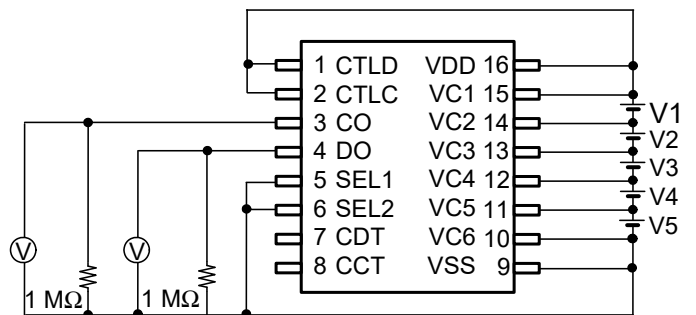 1 CTLD VDD 16
2 CTLC VC1 15
3 CO VC2 14
4 DO VC3 13
5 SEL1 VC4 12
6 SEL2 VC5 11
7 CDT VC6 10
8 CCT VSS 9
V1
V2
V3
V4
V5
V
V
1 MΩ
1 MΩ